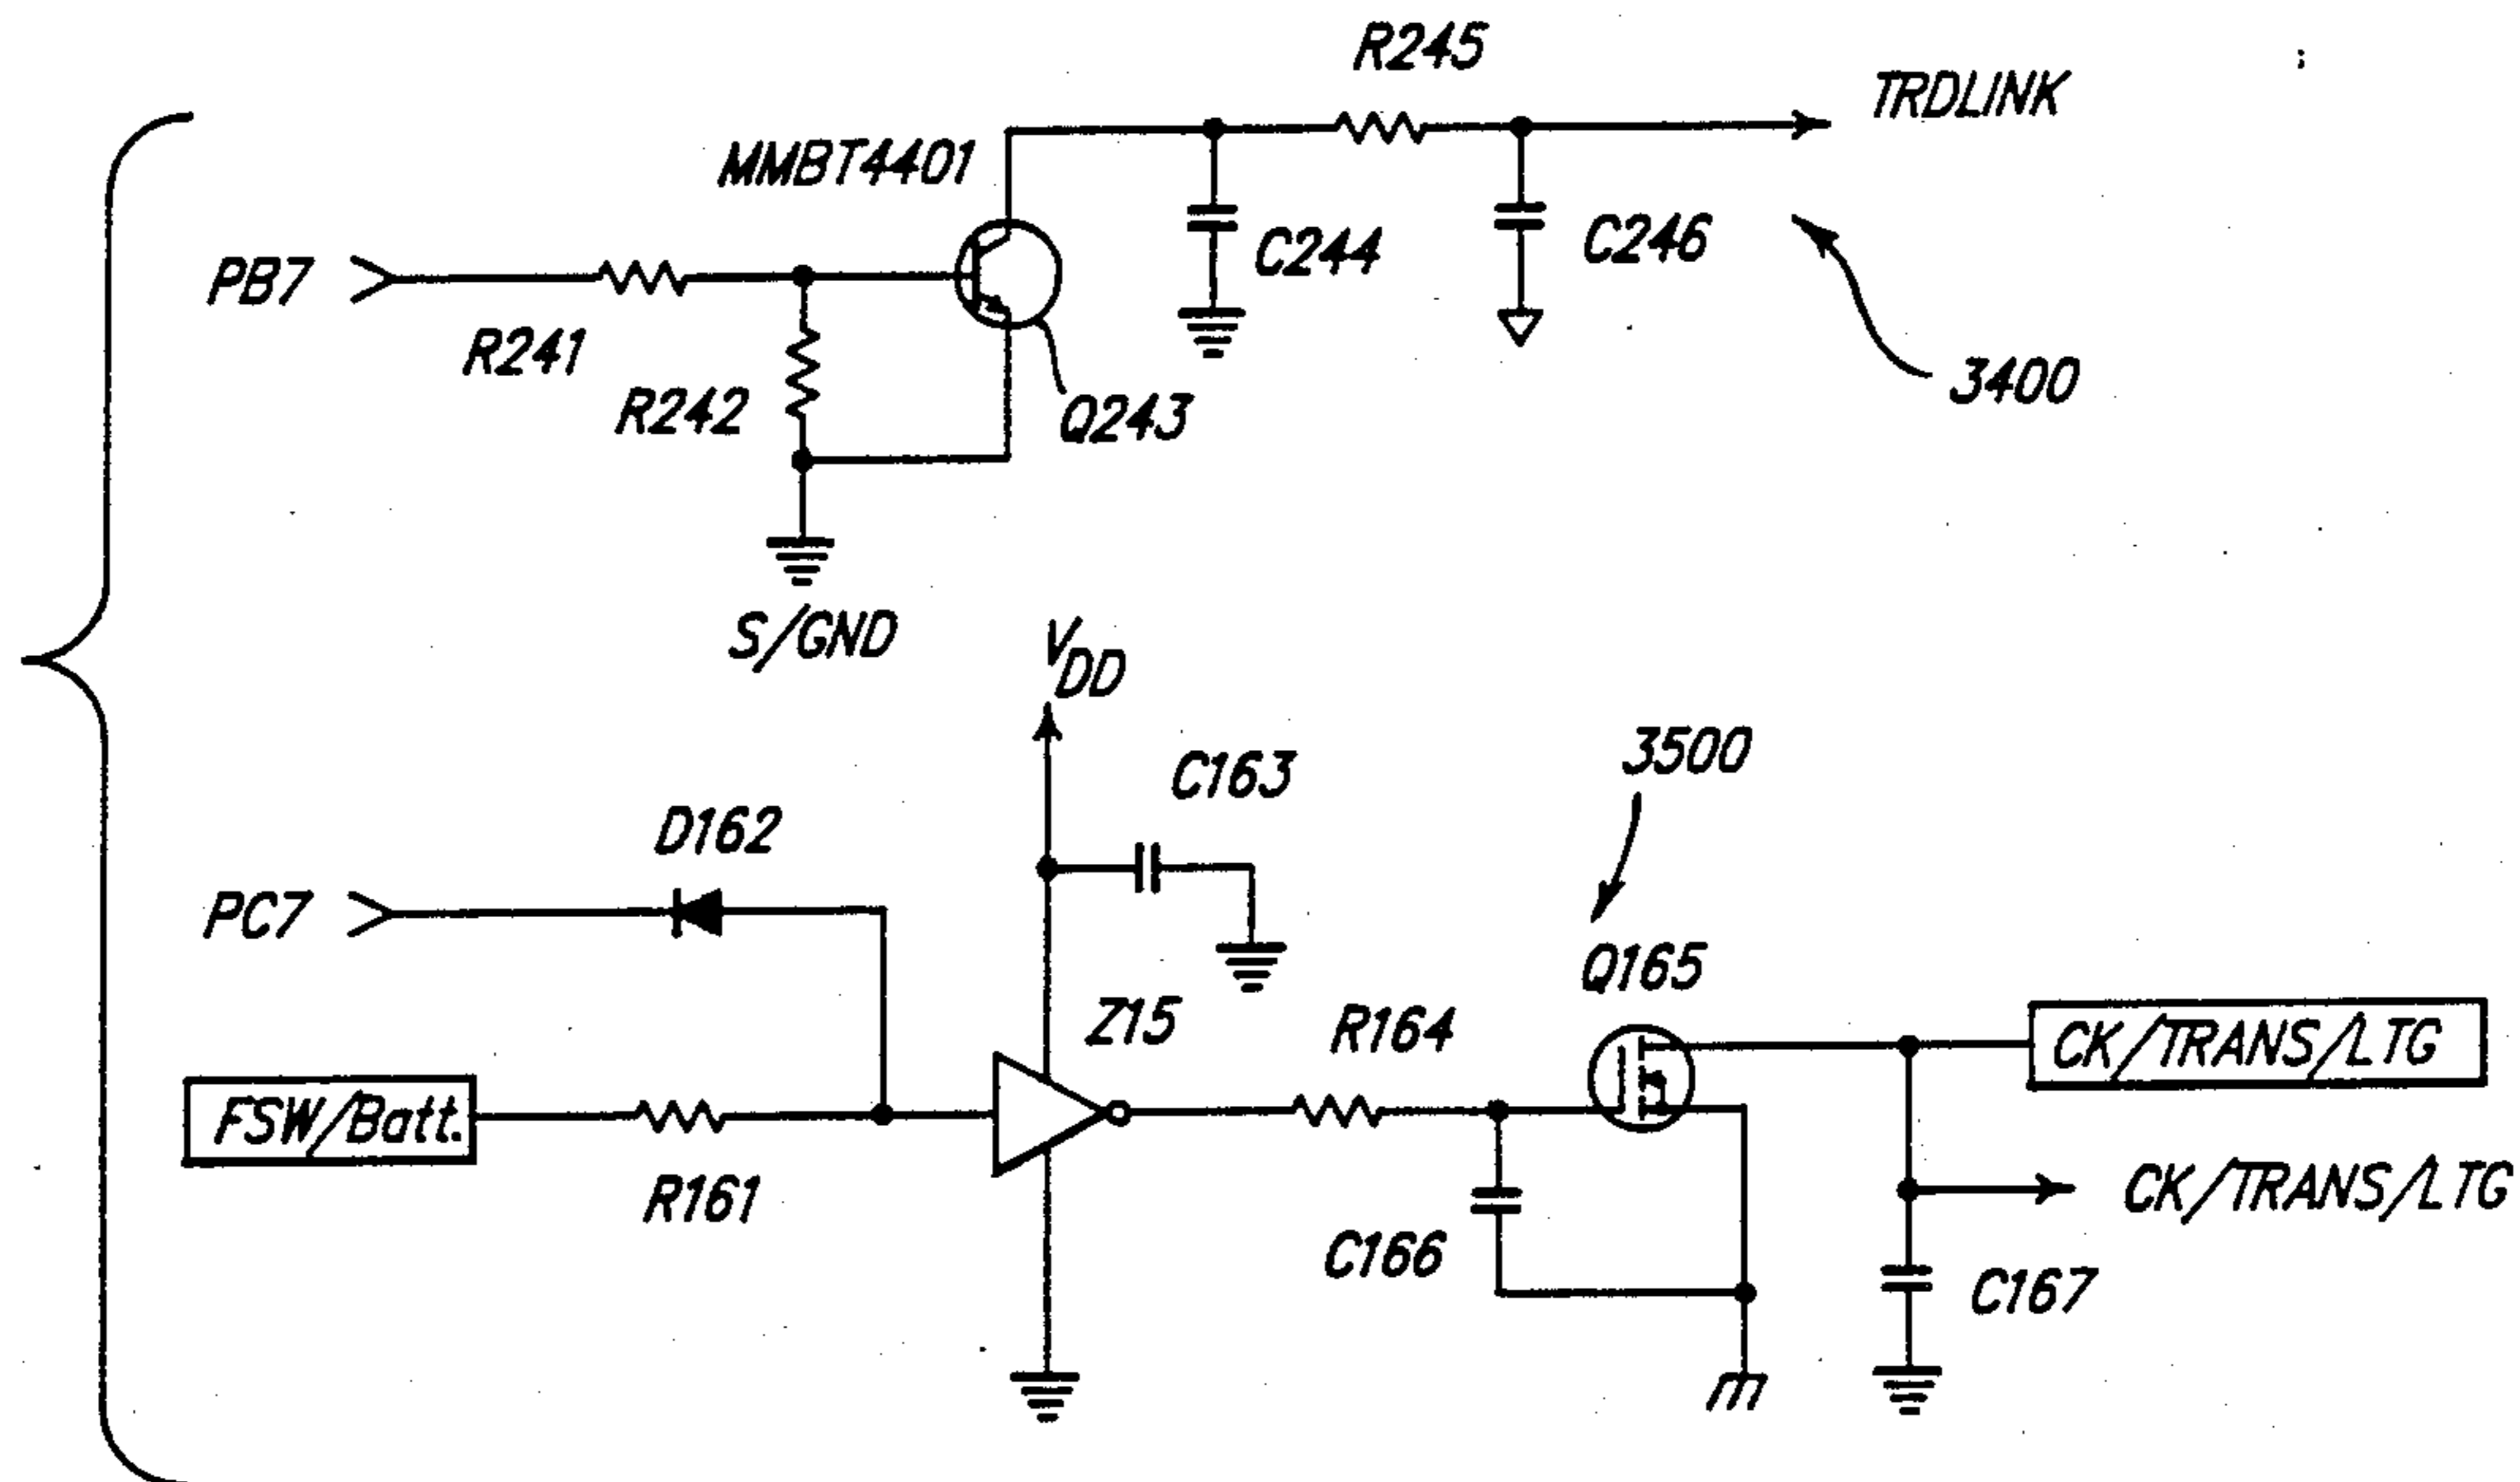 R245
TRDLINK
MMBT4401
PB7
C244
C246
R241
R242
Q243
3400
S/GND
VDD
C163
3500
D162
PC7
Q165
Z15
R164
CK/TRANS/LTG
FSW/Batt.
R161
CK/TRANS/LTG
C166
C167